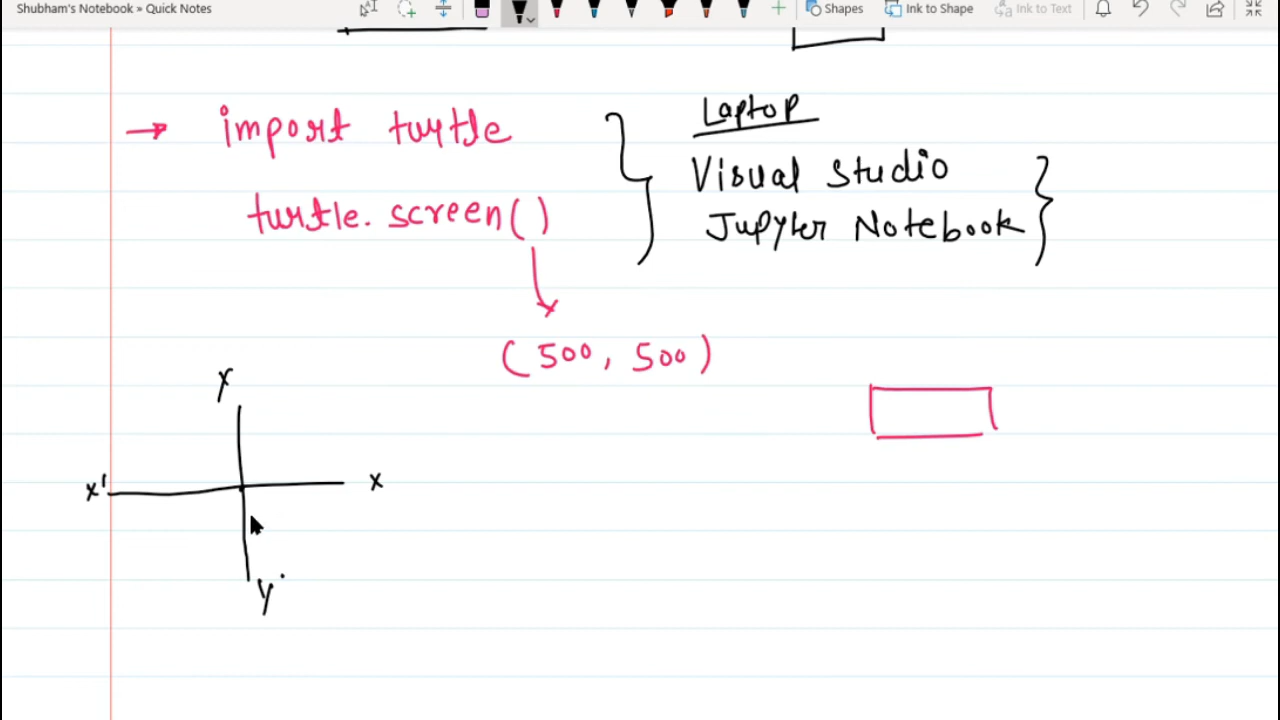 Shubham's Notebook » Quick Notes
Shapes Ink to Shape Ink to Text
→ import turtle
turtle. screen()
Laptop
Visual studio
Jupyter Notebook
(500, 500)
Y
x' x
y'